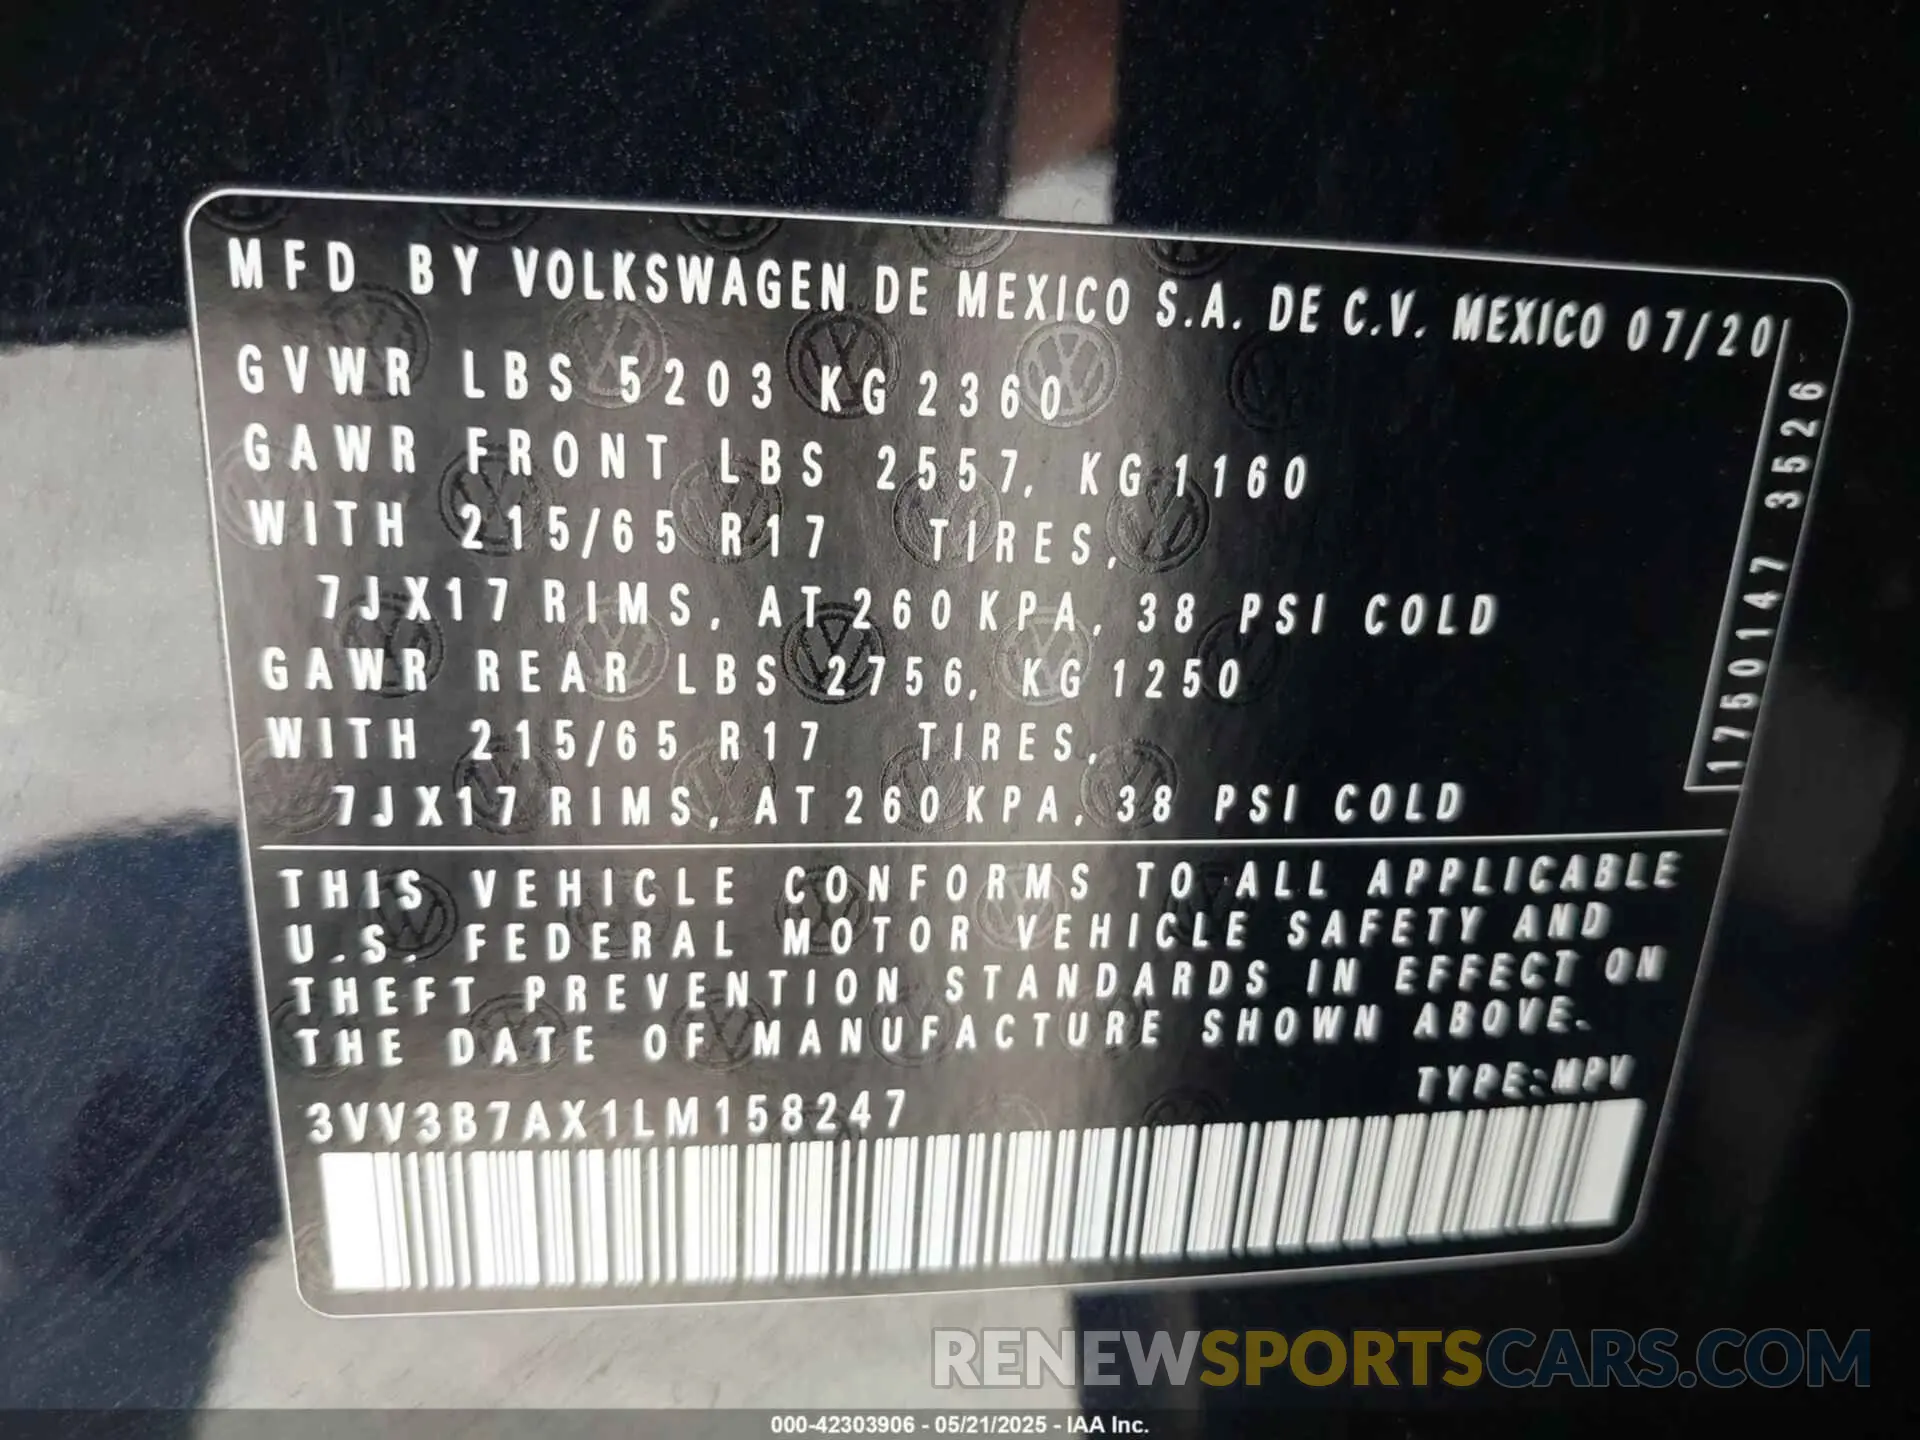 MFD BY VOLKSWAGEN DE MEXICO S.A. DE C.V. MEXICO 07/20
GVWR LBS 5203 KG 2360
GAWR FRONT LBS 2557, KG 1160
WITH 215/65 R17 TIRES,
7JX17 RIMS, AT 260 KPA, 38 PSI COLD
GAWR REAR LBS 2756, KG 1250
WITH 215/65 R17 TIRES,
7JX17 RIMS, AT 260 KPA, 38 PSI COLD
1750147 3526
THIS VEHICLE CONFORMS TO ALL APPLICABLE
U.S. FEDERAL MOTOR VEHICLE SAFETY AND
THEFT PREVENTION STANDARDS IN EFFECT ON
THE DATE OF MANUFACTURE SHOWN ABOVE.
TYPE:MPV
3VV3B7AX1LM158247
RENEWSPORTSCARS.COM
000-42303906 - 05/21/2025 - IAA Inc.